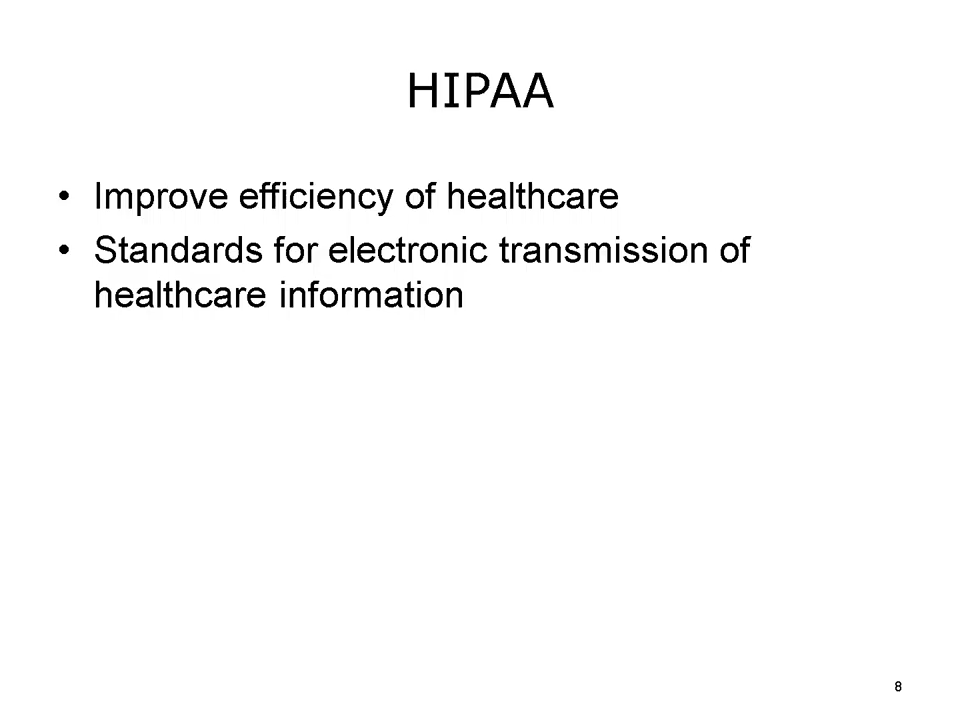 HIPAA
• Improve efficiency of healthcare
• Standards for electronic transmission of
healthcare information
8